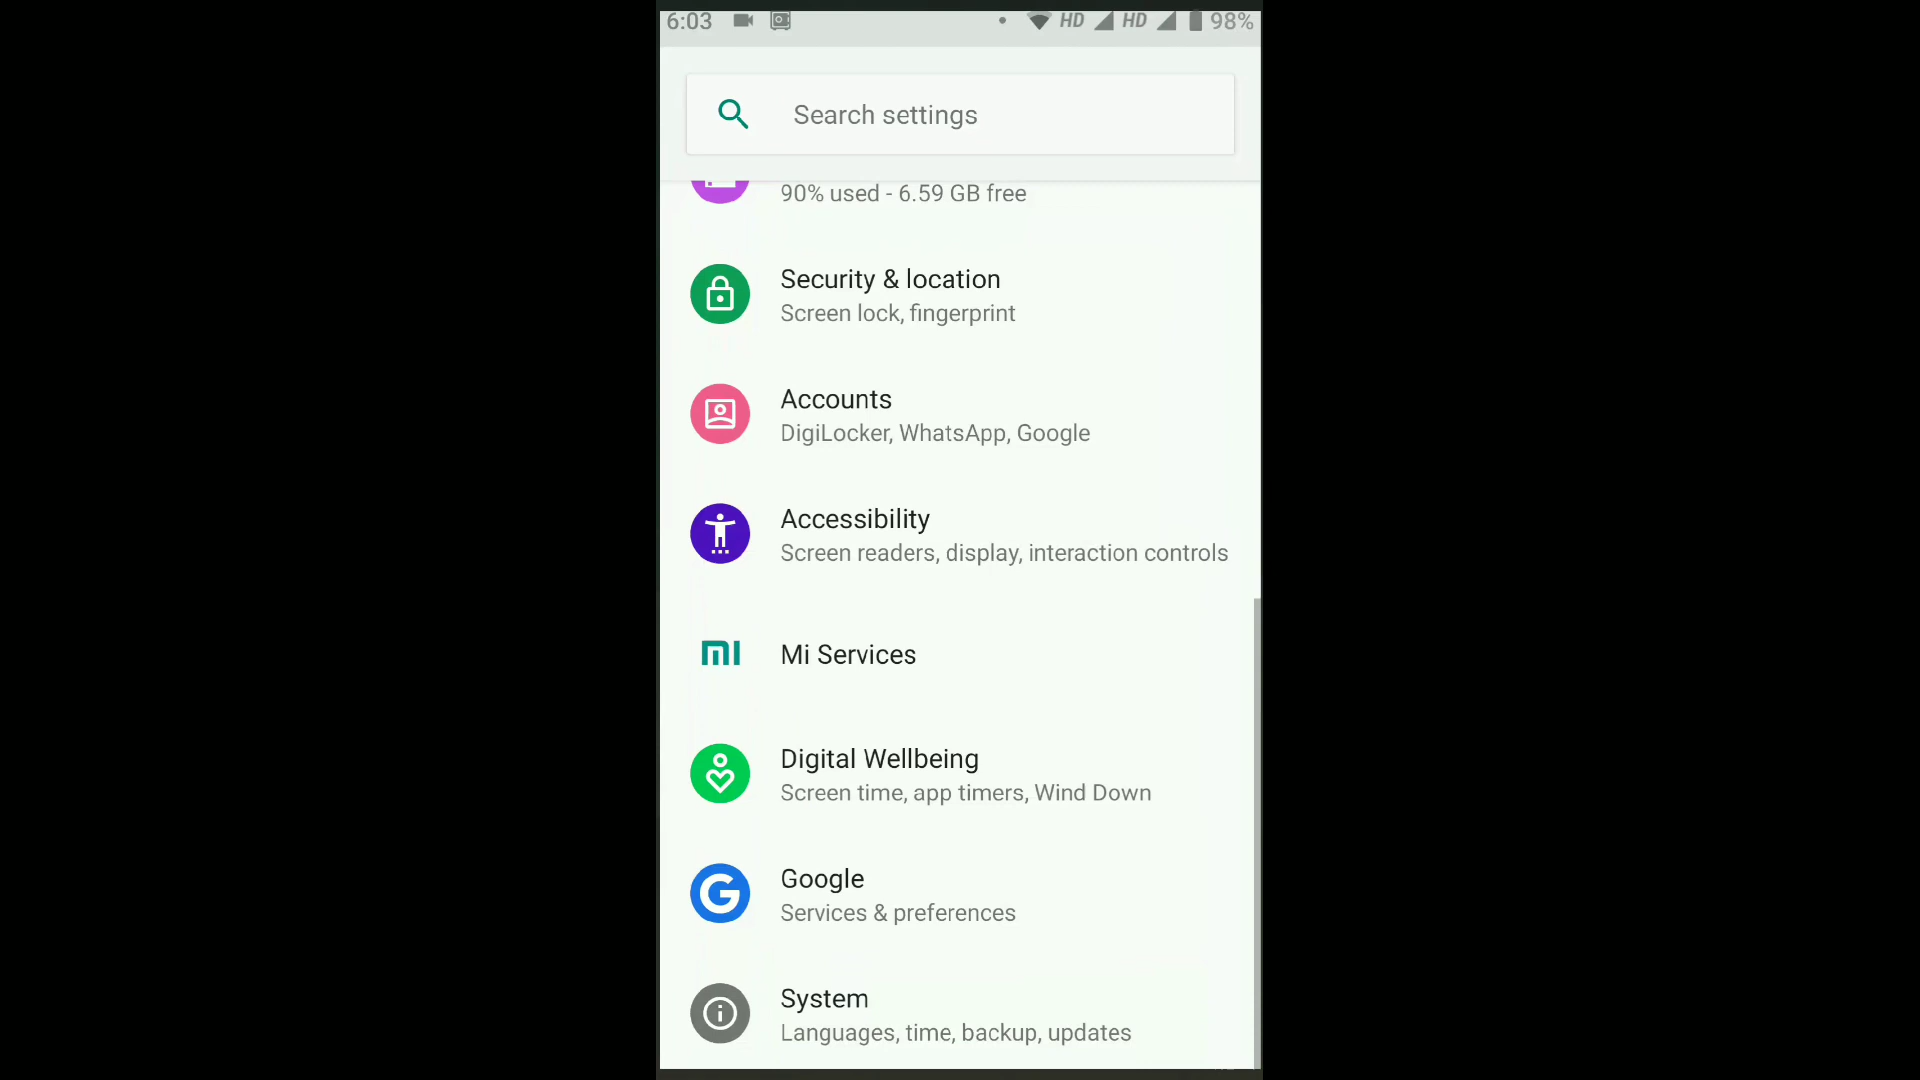 6:03 HD HD 98%
Search settings
90% used - 6.59 GB free
Security & location
Screen lock, fingerprint
Accounts
DigiLocker, WhatsApp, Google
Accessibility
Screen readers, display, interaction controls
mi
Mi Services
Digital Wellbeing
Screen time, app timers, Wind Down
G
Google
Services & preferences
System
Languages, time, backup, updates